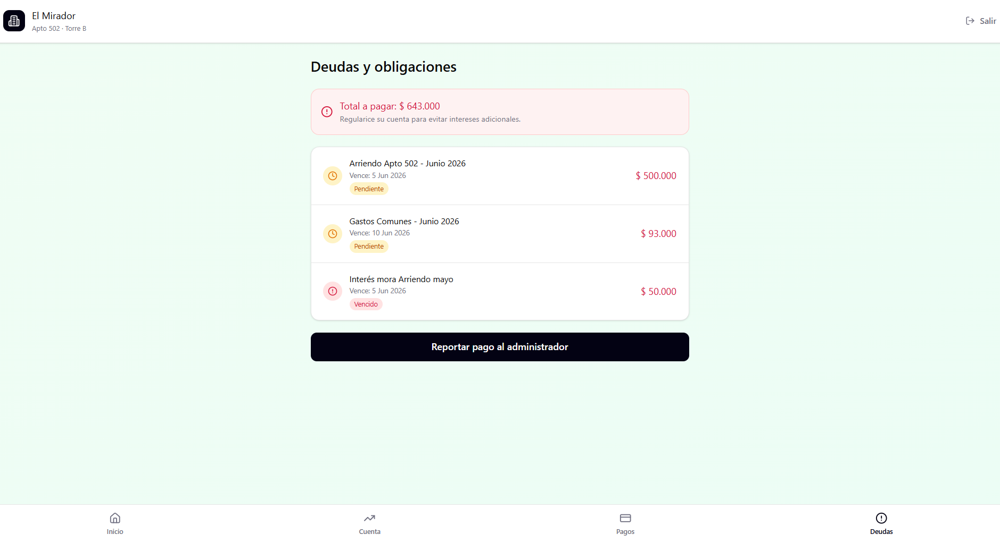 El Mirador
Apto 502 · Torre B
Salir
Deudas y obligaciones
Total a pagar: $ 643.000
Regularice su cuenta para evitar intereses adicionales.
Arriendo Apto 502 - Junio 2026
Vence: 5 Jun 2026
Pendiente
$ 500.000
Gastos Comunes - Junio 2026
Vence: 10 Jun 2026
Pendiente
$ 93.000
Interés mora Arriendo mayo
Vence: 5 Jun 2026
Vencido
$ 50.000
Reportar pago al administrador
Inicio
Cuenta
Pagos
Deudas